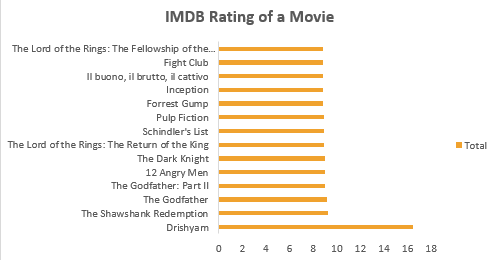 IMDB Rating of a Movie
The Lord of the Rings: The Fellowship of the...
Fight Club
Il buono, il brutto, il cattivo
Inception
Forrest Gump
Pulp Fiction
Schindler's List
The Lord of the Rings: The Return of the King
The Dark Knight
12 Angry Men
The Godfather: Part II
The Godfather
The Shawshank Redemption
Drishyam
Total
0 2 4 6 8 10 12 14 16 18